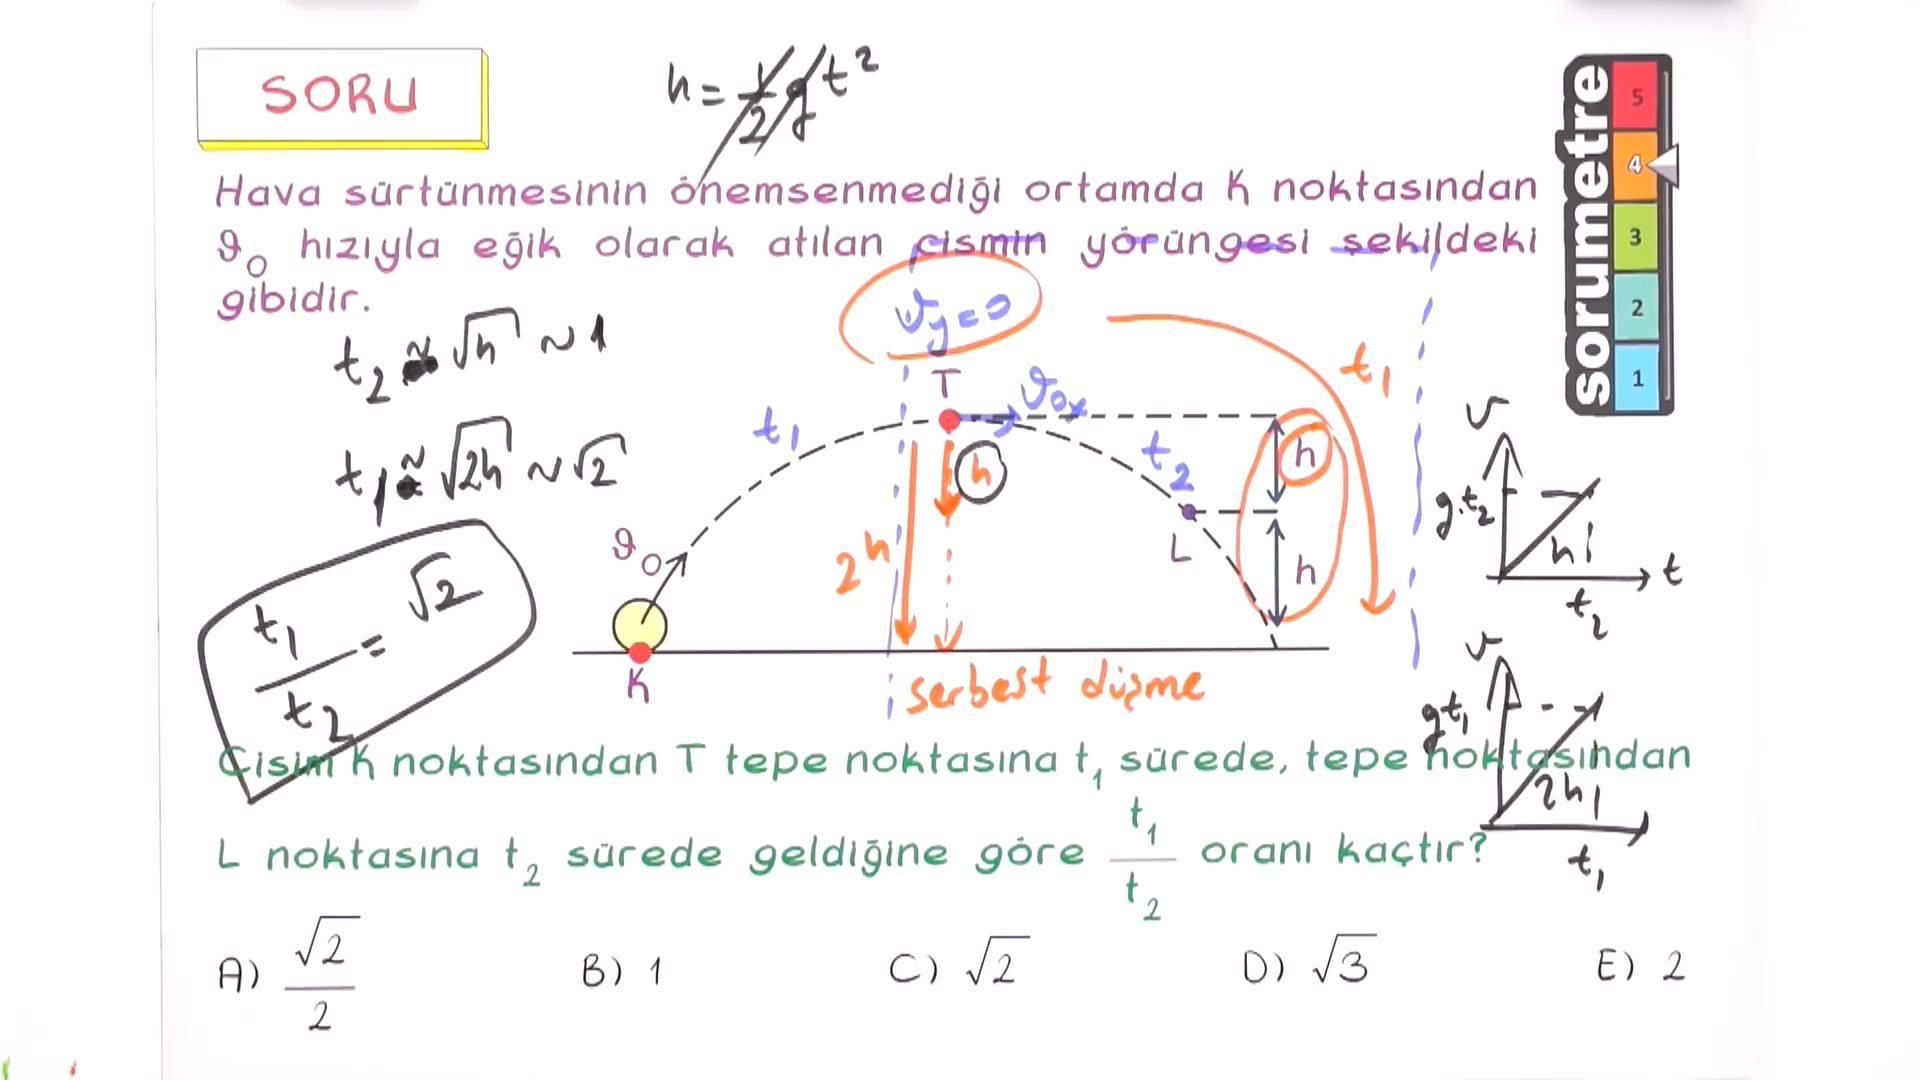 SORU
h = 1/2 g t²
sorumetre
5
4
3
2
1
Hava sürtünmesinin önemsenmediği ortamda K noktasından
ϑ₀ hızıyla eğik olarak atılan cismin yörüngesi şekildeki
gibidir.
ϑy = 0
t₂ ~ √h ~ 1
t₁ ~ √2h ~ √2
t₁/t₂ = √2
T
ϑ₀ₓ
t₁
t₁
t₂
h
h
2h
L
h
ϑ₀
K
serbest düşme
v
g.t₂
h
t
t₂
v
gt₁
2h
t₁
Cisim K noktasından T tepe noktasına t₁ sürede, tepe noktasından
L noktasına t₂ sürede geldiğine göre t₁/t₂ oranı kaçtır?
A) √2/2 B) 1 C) √2 D) √3 E) 2